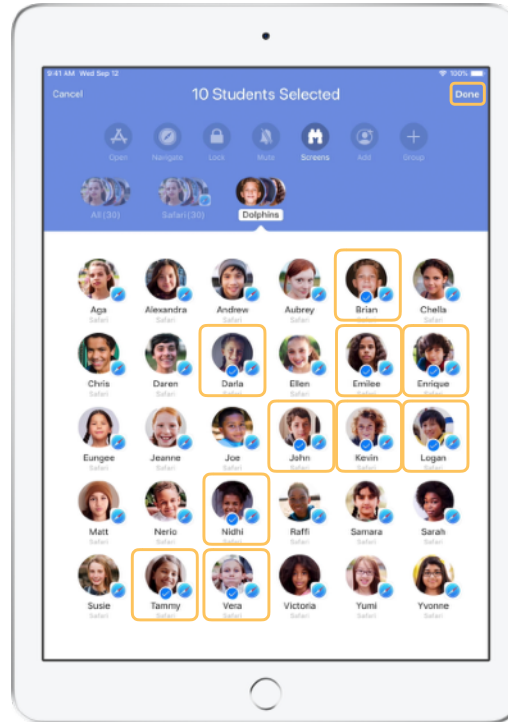 9:41 AM Wed Sep 12
100%
Cancel
10 Students Selected
Done
Open
Navigate
Lock
Mute
Screens
Add
Group
All (30)
Safari (30)
Dolphins
Aga
Alexandra
Andrew
Aubrey
Brian
Chella
Safari
Safari
Safari
Safari
Safari
Safari
Chris
Daren
Darla
Ellen
Emilee
Enrique
Safari
Safari
Safari
Safari
Safari
Safari
Eungee
Jeanne
Joe
John
Kevin
Logan
Safari
Safari
Safari
Safari
Safari
Safari
Matt
Nerio
Nidhi
Raffi
Samara
Sarah
Safari
Safari
Safari
Safari
Safari
Safari
Susie
Tammy
Vera
Victoria
Yumi
Yvonne
Safari
Safari
Safari
Safari
Safari
Safari